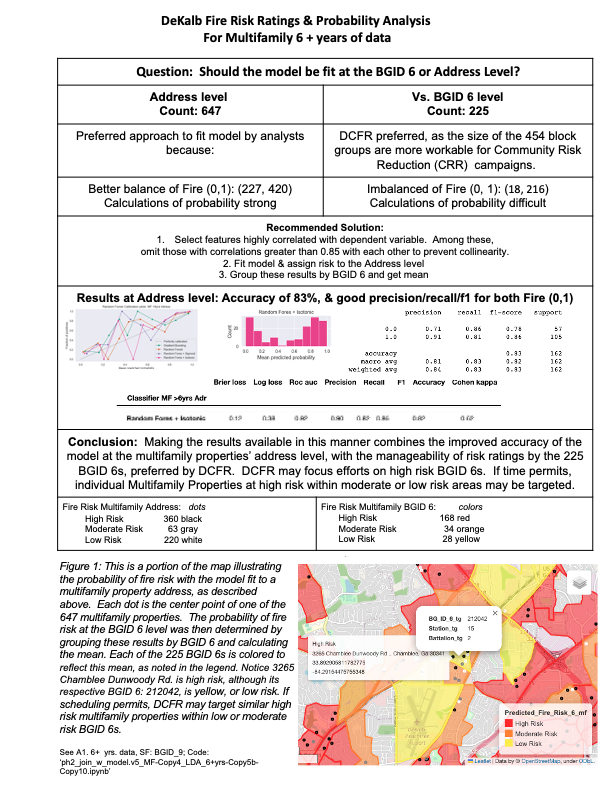 DeKalb Fire Risk Ratings & Probability Analysis
For Multifamily 6 + years of data
Question: Should the model be fit at the BGID 6 or Address Level?
Address level
Count: 647
Vs. BGID 6 level
Count: 225
Preferred approach to fit model by analysts
because:
DCFR preferred, as the size of the 454 block
groups are more workable for Community Risk
Reduction (CRR) campaigns.
Better balance of Fire (0,1): (227, 420)
Calculations of probability strong
Imbalanced of Fire (0, 1): (18, 216)
Calculations of probability difficult
Recommended Solution:
1. Select features highly correlated with dependent variable. Among these,
omit those with correlations greater than 0.85 with each other to prevent collinearity.
2. Fit model & assign risk to the Address level
3. Group these results by BGID 6 and get mean
Results at Address level: Accuracy of 83%, & good precision/recall/f1 for both Fire (0,1)
Random Fores + Isotonic
Count
20
0
0.0 0.2 0.4 0.6 0.8 1.0
Mean predicted probability
precision recall f1-score support
0.0 0.71 0.86 0.78 57
1.0 0.91 0.81 0.86 105
accuracy 0.83 162
macro avg 0.81 0.83 0.82 162
weighted avg 0.84 0.83 0.83 162
Brier loss Log loss Roc auc Precision Recall F1 Accuracy Cohen kappa
Classifier MF >6yrs Adr
Random Fores + Isotonic
Conclusion: Making the results available in this manner combines the improved accuracy of the
model at the multifamily properties' address level, with the manageability of risk ratings by the 225
BGID 6s, preferred by DCFR. DCFR may focus efforts on high risk BGID 6s. If time permits,
individual Multifamily Properties at high risk within moderate or low risk areas may be targeted.
Fire Risk Multifamily Address: dots
High Risk 360 black
Moderate Risk 63 gray
Low Risk 220 white
Fire Risk Multifamily BGID 6: colors
High Risk 168 red
Moderate Risk 34 orange
Low Risk 28 yellow
Figure 1: This is a portion of the map illustrating
the probability of fire risk with the model fit to a
multifamily property address, as described
above. Each dot is the center point of one of the
647 multifamily properties. The probability of fire
risk at the BGID 6 level was then determined by
grouping these results by BGID 6 and calculating
the mean. Each of the 225 BGID 6s is colored to
reflect this mean, as noted in the legend. Notice 3265
Chamblee Dunwoody Rd. is high risk, although its
respective BGID 6: 212042, is yellow, or low risk. If
scheduling permits, DCFR may target similar high
risk multifamily properties within low or moderate
risk BGID 6s.
See A1. 6+ yrs. data, SF: BGID_9; Code:
'ph2_join_w_model.v5_MF-Copy4_LDA_6+yrs-Copy5b-
Copy10.ipynb'
BG_ID_6_tg 212042
Station_tg 15
Battalion_tg 2
High Risk
3265 Chamblee Dunwoody Rd ., Chamblee, Ga 30341
33.892906811782776
-84.29164476755348
Predicted_Fire_Risk_6_mf
High Risk
Moderate Risk
Low Risk
Leaflet | Data by © OpenStreetMap, under ODbL.